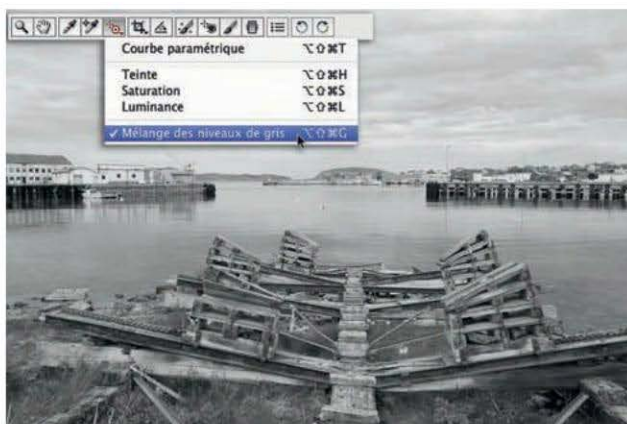 Courbe paramétrique ⌥⇧⌘T
Teinte ⌥⇧⌘H
Saturation ⌥⇧⌘S
Luminance ⌥⇧⌘L
✓ Mélange des niveaux de gris ⌥⇧⌘G